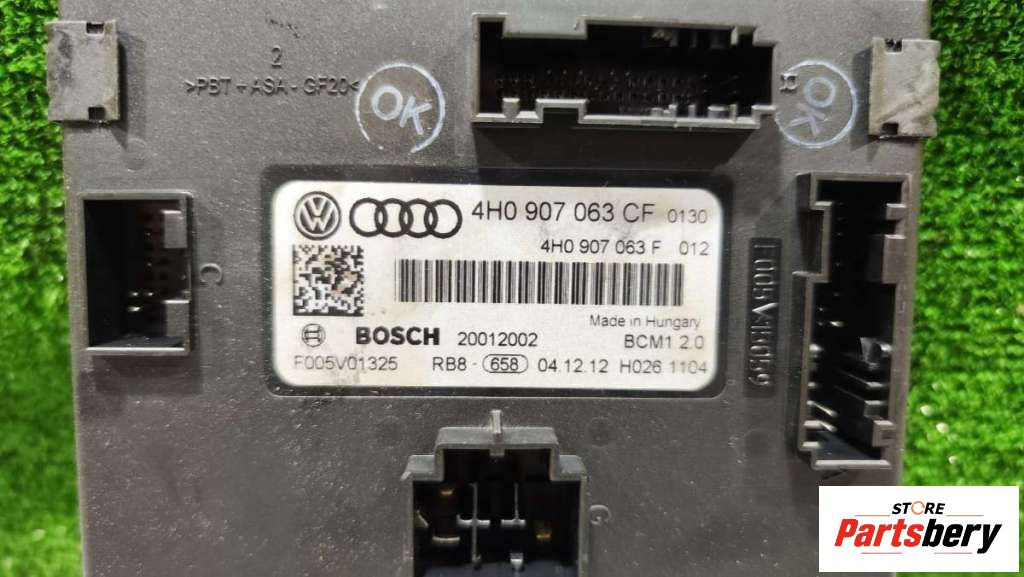 2
>PBT + ASA - GF20<
OK
OK
4H0 907 063 CF 0130
4H0 907 063 F 012
C
Made in Hungary
BOSCH 20012002 BCM1 2.0
F005V01325 RB8 - 658 04.12.12 H026 1104
A
G
STORE
Partsbery